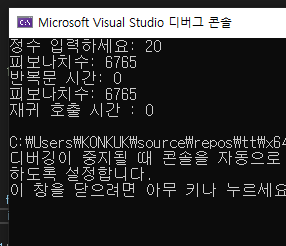 Microsoft Visual Studio 디버그 콘솔
정수 입력하세요: 20
피보나치수: 6765
반복문 시간: 0
피보나치수: 6765
재귀 호출 시간 : 0
C:₩Users₩KONKUK₩source₩repos₩tt₩x64
디버깅이 중지될 때 콘솔을 자동으로
하도록 설정합니다.
이 창을 닫으려면 아무 키나 누르세요